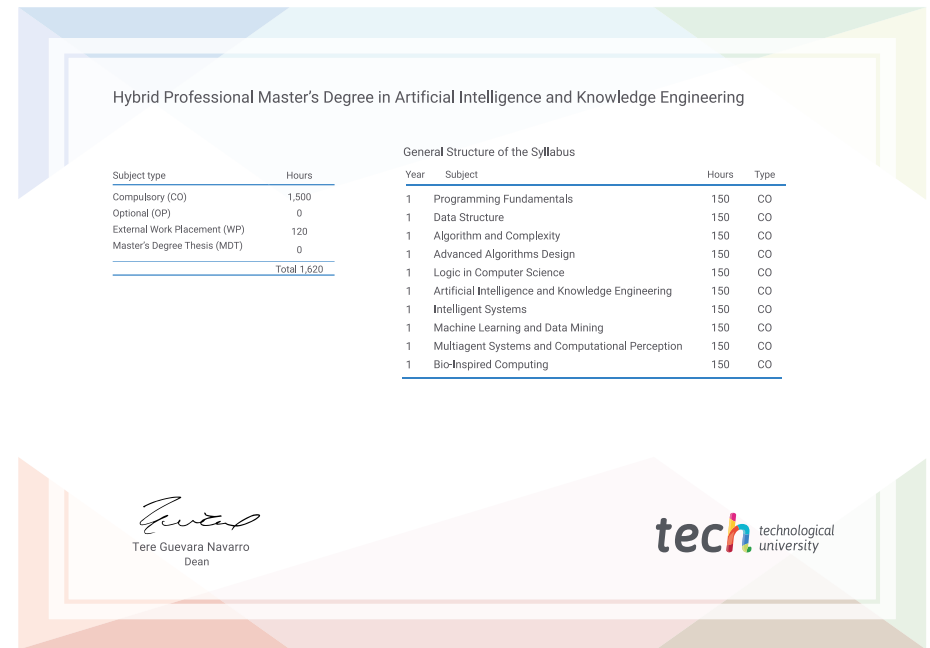 Hybrid Professional Master's Degree in Artificial Intelligence and Knowledge Engineering
Subject type Hours
Compulsory (CO) 1,500
Optional (OP) 0
External Work Placement (WP) 120
Master's Degree Thesis (MDT) 0
Total 1,620
General Structure of the Syllabus
Year Subject Hours Type
1 Programming Fundamentals 150 CO
1 Data Structure 150 CO
1 Algorithm and Complexity 150 CO
1 Advanced Algorithms Design 150 CO
1 Logic in Computer Science 150 CO
1 Artificial Intelligence and Knowledge Engineering 150 CO
1 Intelligent Systems 150 CO
1 Machine Learning and Data Mining 150 CO
1 Multiagent Systems and Computational Perception 150 CO
1 Bio-Inspired Computing 150 CO
Tere Guevara Navarro
Dean
tech technological
university